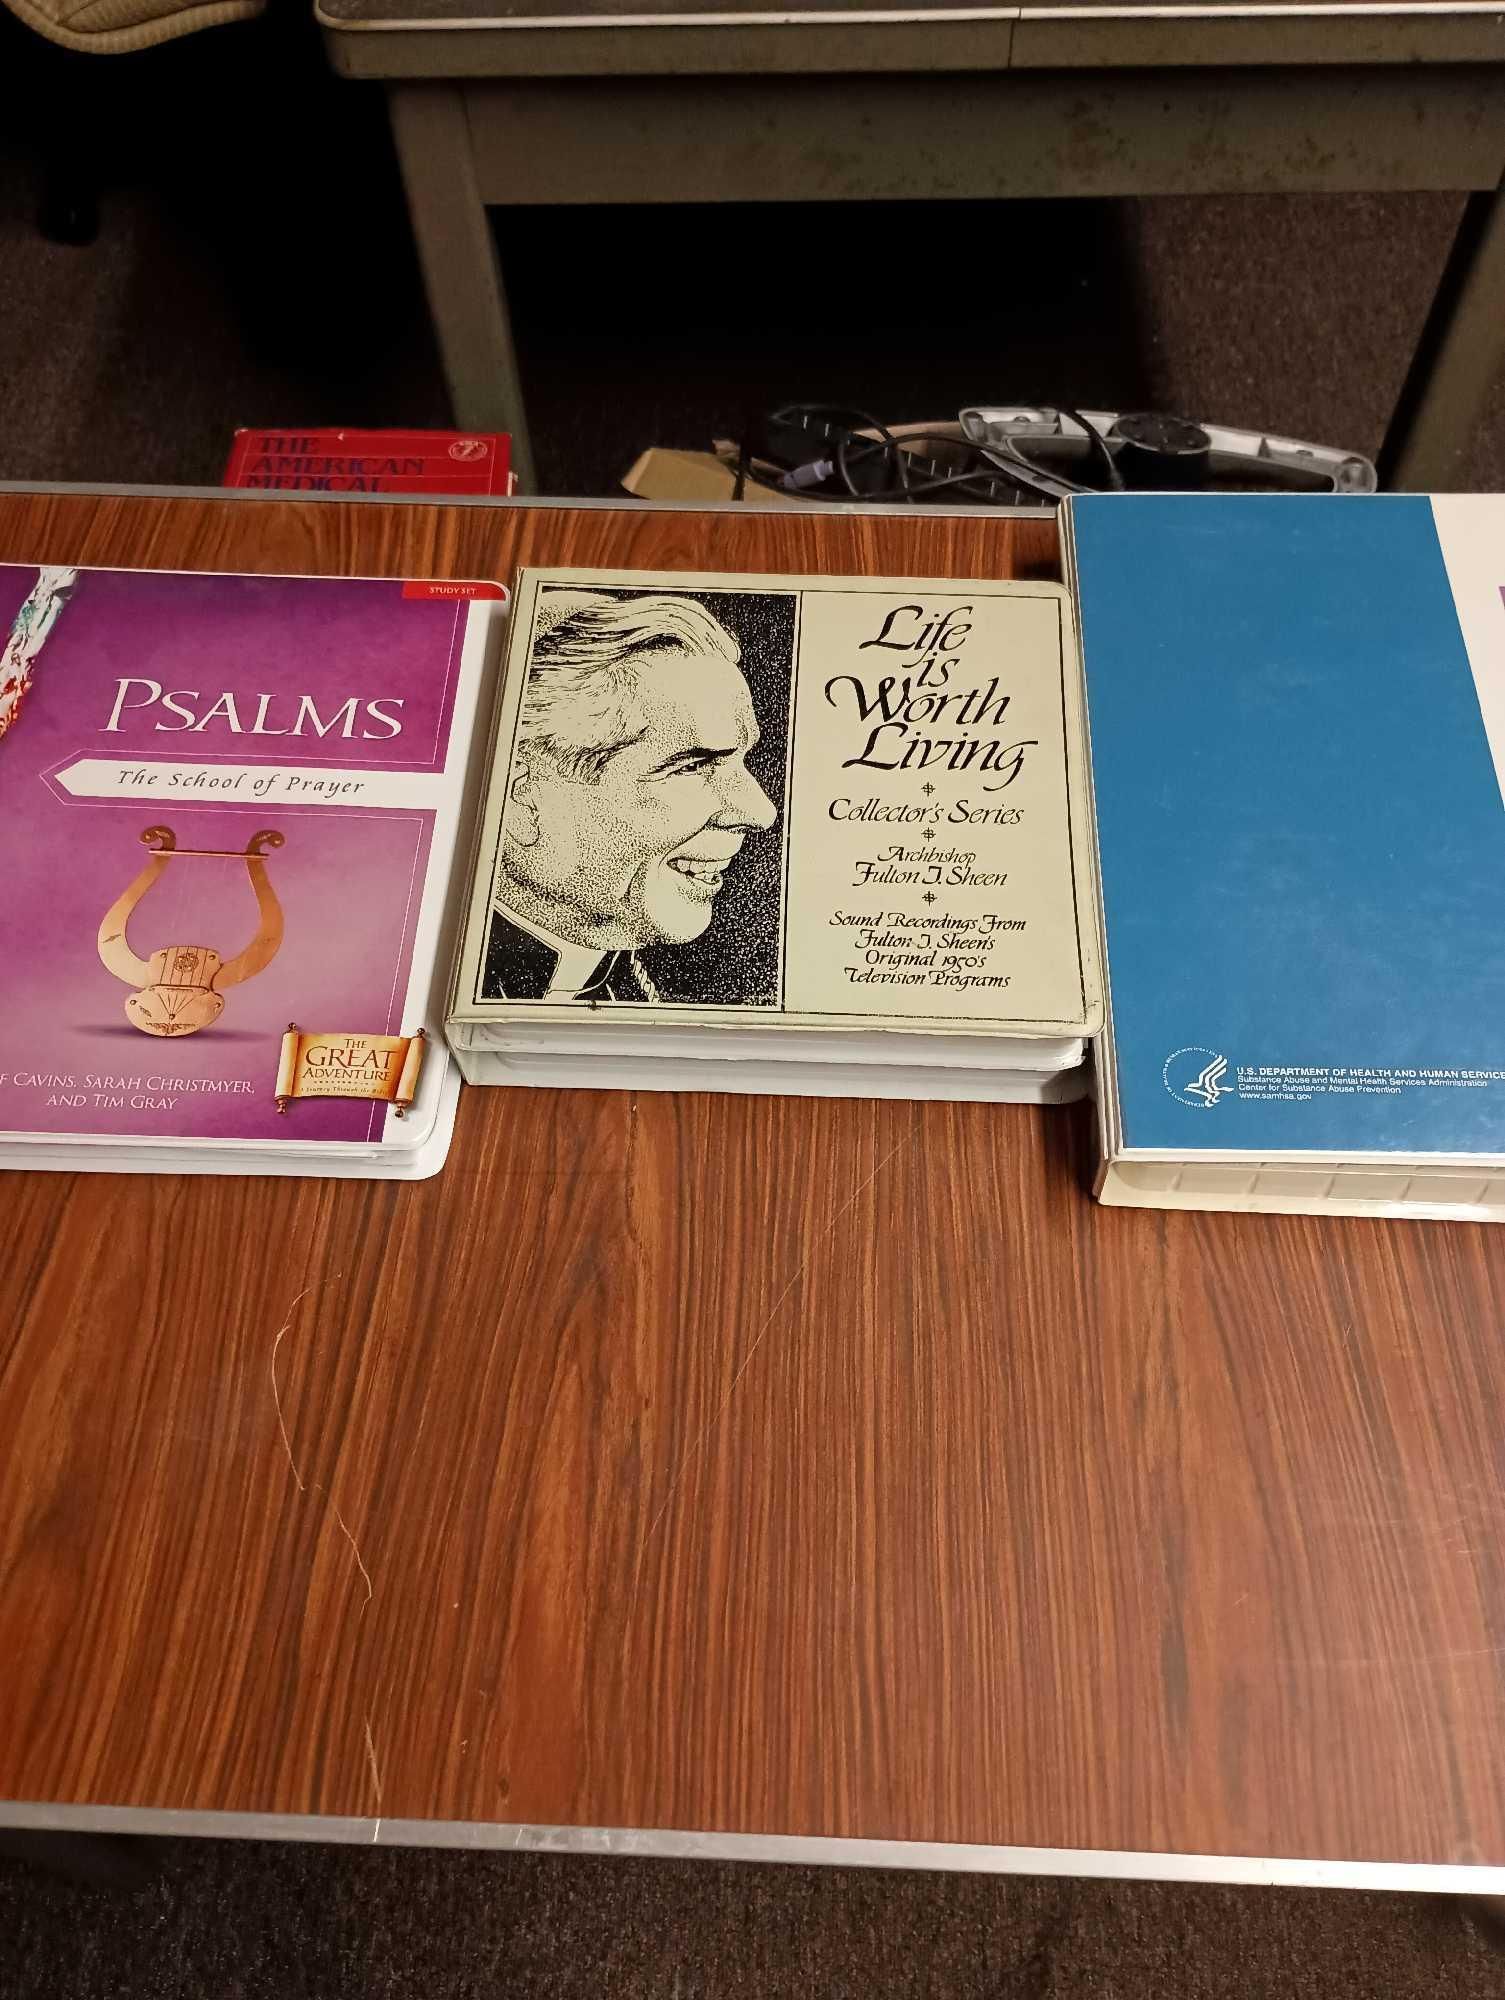 THE
AMERICAN
MEDICAL
STUDY SET
PSALMS
The School of Prayer
THE
GREAT
ADVENTURE
F CAVINS, SARAH CHRISTMYER,
AND TIM GRAY
Life
is
Worth
Living
Collector's Series
Archbishop
Fulton J. Sheen
Sound Recordings From
Fulton J. Sheen's
Original 1950's
Television Programs
U.S. DEPARTMENT OF HEALTH AND HUMAN SERVICE
Substance Abuse and Mental Health Services Administration
Center for Substance Abuse Prevention
www.samhsa.gov